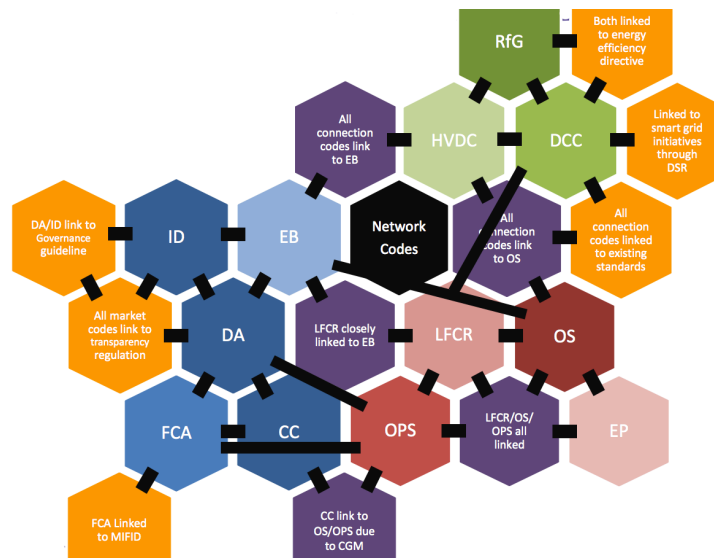 RfG
Both linked
to energy
efficiency
directive
All
connection
codes link
to EB
HVDC
DCC
Linked to
smart grid
initiatives
through
DSR
DA/ID link to
Governance
guideline
ID
EB
Network
Codes
All
connection
codes link
to OS
All
connection
codes linked
to existing
standards
All market
codes link to
transparency
regulation
DA
LFCR closely
linked to EB
LFCR
OS
FCA
CC
OPS
LFCR/OS/
OPS all
linked
EP
FCA Linked
to MIFID
CC link to
OS/OPS due
to CGM